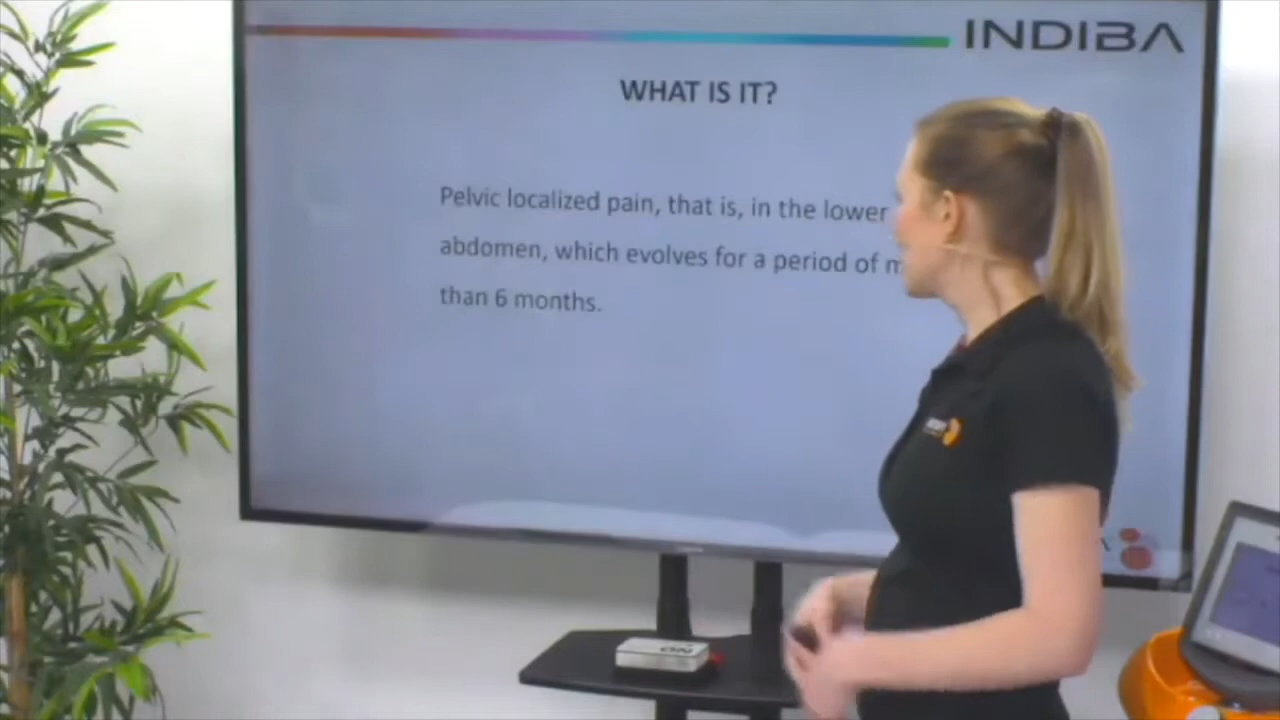 INDIBA
WHAT IS IT?
Pelvic localized pain, that is, in the lower
abdomen, which evolves for a period of
than 6 months.